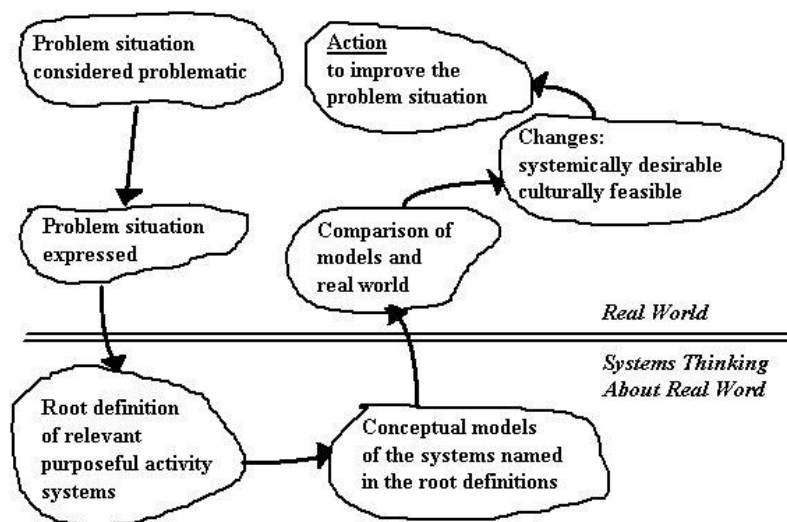 Problem situation
considered problematic
Action
to improve the
problem situation
Changes:
systemically desirable
culturally feasible
Problem situation
expressed
Comparison of
models and
real world
Real World
Systems Thinking
About Real Word
Root definition
of relevant
purposeful activity
systems
Conceptual models
of the systems named
in the root definitions